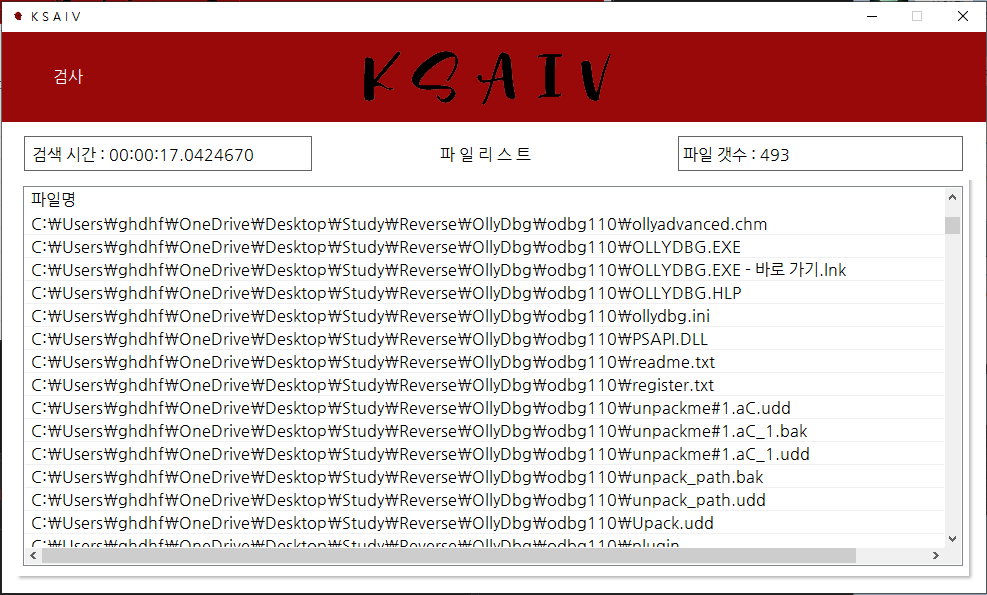 KSAIV
검사
KSAIV
검색 시간 : 00:00:17.0424670
파 일 리 스 트
파일 갯수 : 493
파일명
C:₩Users₩ghdhf₩OneDrive₩Desktop₩Study₩Reverse₩OllyDbg₩odbg110₩ollyadvanced.chm
C:₩Users₩ghdhf₩OneDrive₩Desktop₩Study₩Reverse₩OllyDbg₩odbg110₩OLLYDBG.EXE
C:₩Users₩ghdhf₩OneDrive₩Desktop₩Study₩Reverse₩OllyDbg₩odbg110₩OLLYDBG.EXE - 바로 가기.lnk
C:₩Users₩ghdhf₩OneDrive₩Desktop₩Study₩Reverse₩OllyDbg₩odbg110₩OLLYDBG.HLP
C:₩Users₩ghdhf₩OneDrive₩Desktop₩Study₩Reverse₩OllyDbg₩odbg110₩ollydbg.ini
C:₩Users₩ghdhf₩OneDrive₩Desktop₩Study₩Reverse₩OllyDbg₩odbg110₩PSAPI.DLL
C:₩Users₩ghdhf₩OneDrive₩Desktop₩Study₩Reverse₩OllyDbg₩odbg110₩readme.txt
C:₩Users₩ghdhf₩OneDrive₩Desktop₩Study₩Reverse₩OllyDbg₩odbg110₩register.txt
C:₩Users₩ghdhf₩OneDrive₩Desktop₩Study₩Reverse₩OllyDbg₩odbg110₩unpackme#1.aC.udd
C:₩Users₩ghdhf₩OneDrive₩Desktop₩Study₩Reverse₩OllyDbg₩odbg110₩unpackme#1.aC_1.bak
C:₩Users₩ghdhf₩OneDrive₩Desktop₩Study₩Reverse₩OllyDbg₩odbg110₩unpackme#1.aC_1.udd
C:₩Users₩ghdhf₩OneDrive₩Desktop₩Study₩Reverse₩OllyDbg₩odbg110₩unpack_path.bak
C:₩Users₩ghdhf₩OneDrive₩Desktop₩Study₩Reverse₩OllyDbg₩odbg110₩unpack_path.udd
C:₩Users₩ghdhf₩OneDrive₩Desktop₩Study₩Reverse₩OllyDbg₩odbg110₩Upack.udd
C:₩Users₩ghdhf₩OneDrive₩Desktop₩Study₩Reverse₩OllyDbg₩odbg110₩plugin